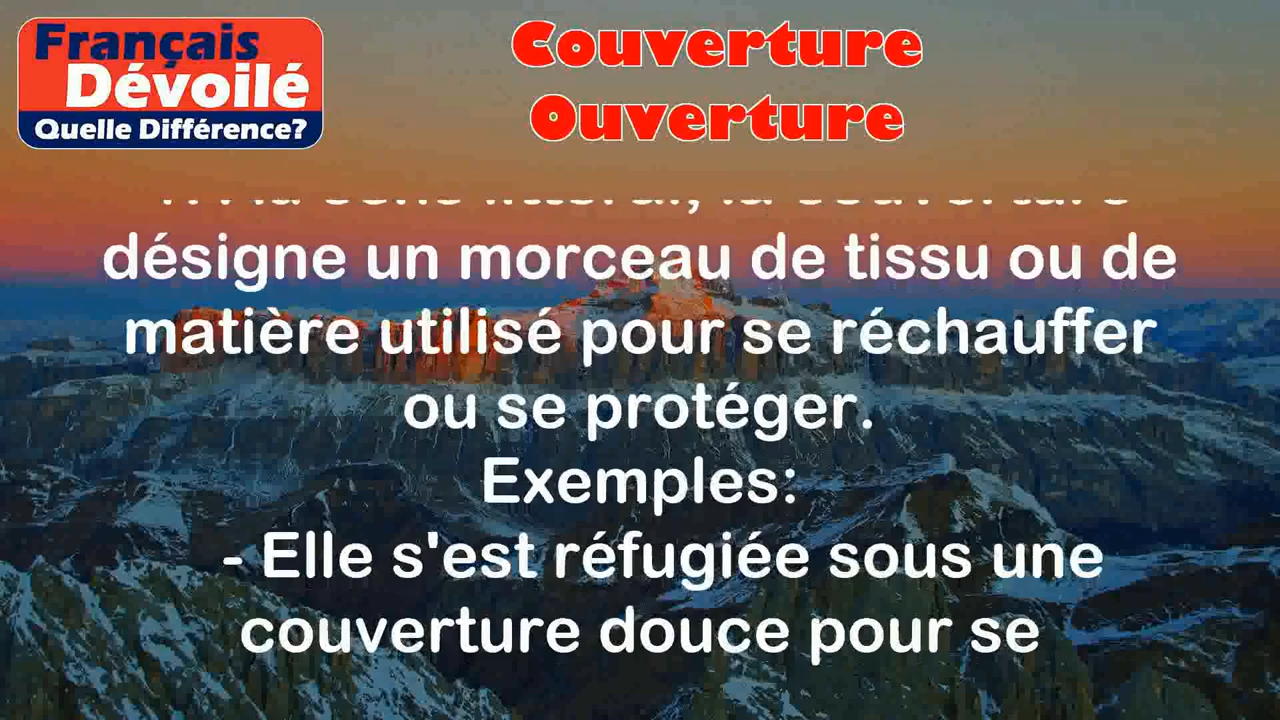 Français
Dévoilé
Quelle Différence?
Couverture
Ouverture
désigne un morceau de tissu ou de
matière utilisé pour se réchauffer
ou se protéger.
Exemples:
- Elle s'est réfugiée sous une
couverture douce pour se